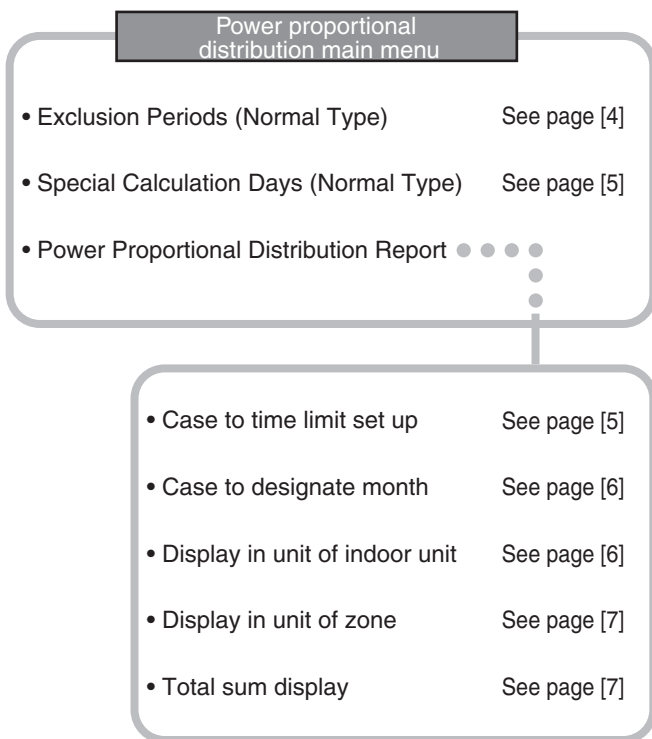 Power proportional
distribution main menu
• Exclusion Periods (Normal Type) See page [4]
• Special Calculation Days (Normal Type) See page [5]
• Power Proportional Distribution Report
• Case to time limit set up See page [5]
• Case to designate month See page [6]
• Display in unit of indoor unit See page [6]
• Display in unit of zone See page [7]
• Total sum display See page [7]